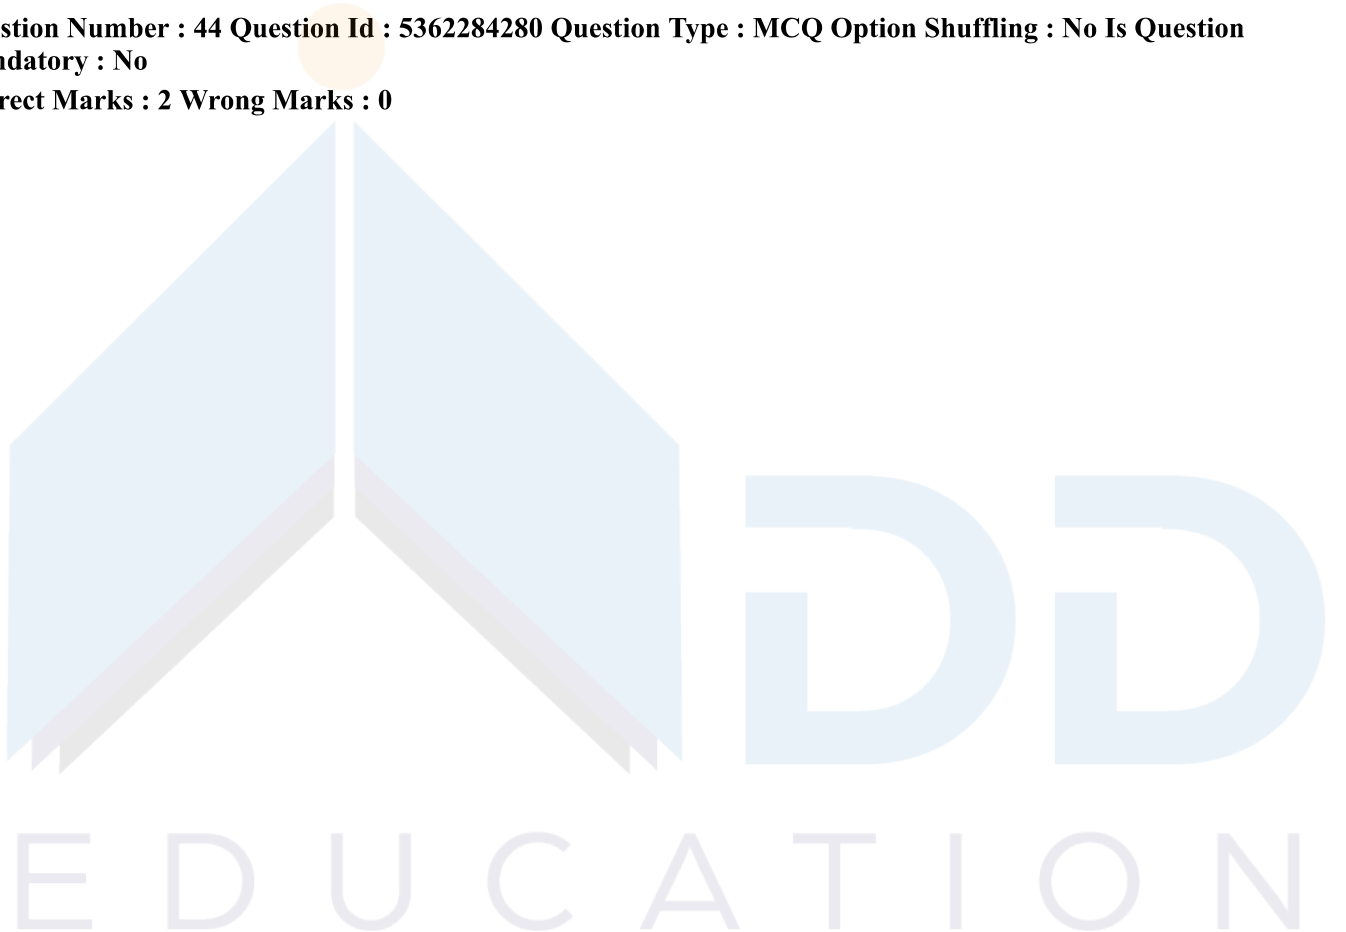 stion Number : 44 Question Id : 5362284280 Question Type : MCQ Option Shuffling : No Is Question
ndatory : No
rect Marks : 2 Wrong Marks : 0
DD
EDUCATION